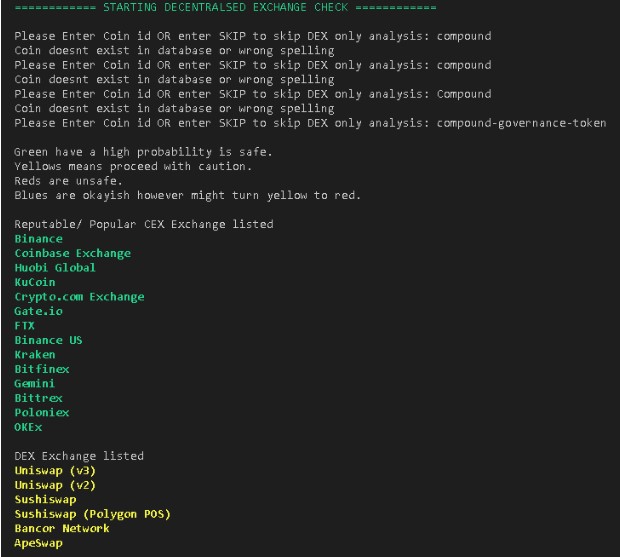 ============ STARTING DECENTRALSED EXCHANGE CHECK ============
Please Enter Coin id OR enter SKIP to skip DEX only analysis: compound
Coin doesnt exist in database or wrong spelling
Please Enter Coin id OR enter SKIP to skip DEX only analysis: compound
Coin doesnt exist in database or wrong spelling
Please Enter Coin id OR enter SKIP to skip DEX only analysis: Compound
Coin doesnt exist in database or wrong spelling
Please Enter Coin id OR enter SKIP to skip DEX only analysis: compound-governance-token
Green have a high probability is safe.
Yellows means proceed with caution.
Reds are unsafe.
Blues are okayish however might turn yellow to red.
Reputable/ Popular CEX Exchange listed
Binance
Coinbase Exchange
Huobi Global
KuCoin
Crypto.com Exchange
Gate.io
FTX
Binance US
Kraken
Bitfinex
Gemini
Bittrex
Poloniex
OKEx
DEX Exchange listed
Uniswap (v3)
Uniswap (v2)
Sushiswap
Sushiswap (Polygon POS)
Bancor Network
ApeSwap